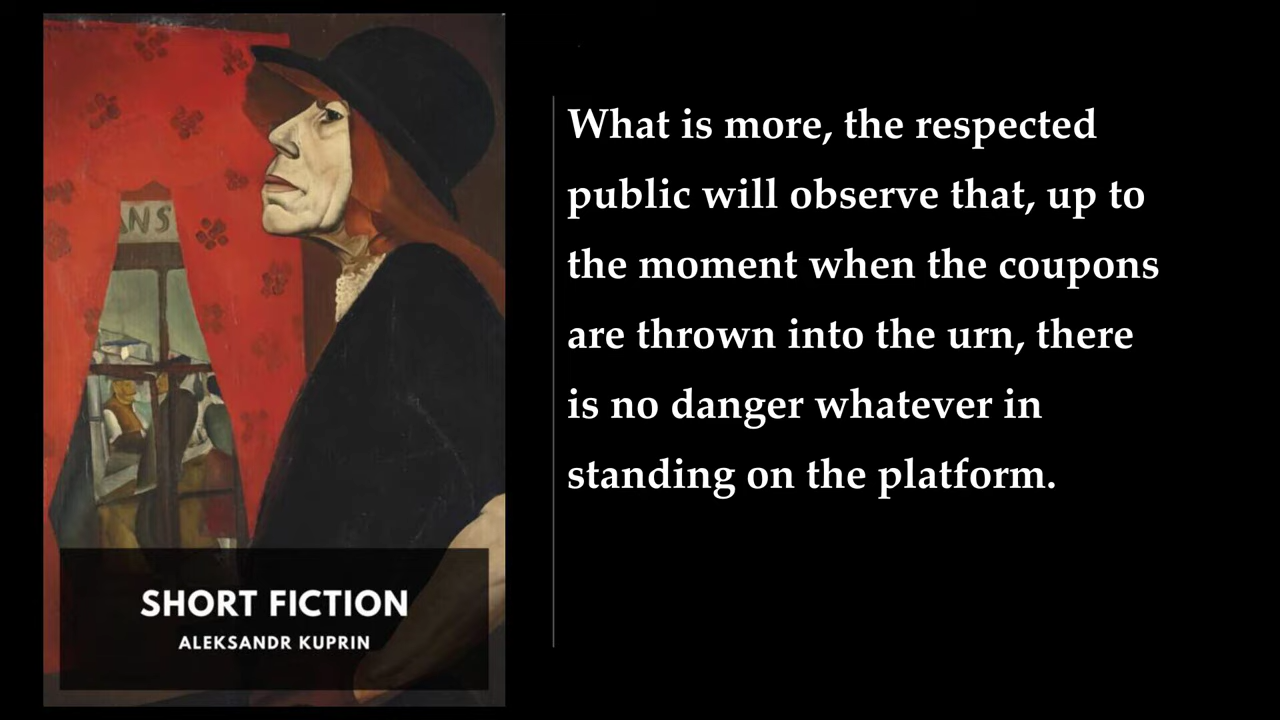 ANS
SHORT FICTION
ALEKSANDR KUPRIN
What is more, the respected
public will observe that, up to
the moment when the coupons
are thrown into the urn, there
is no danger whatever in
standing on the platform.